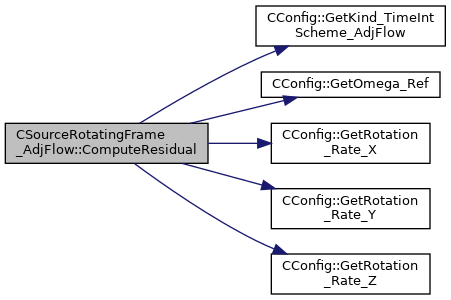 CConfig::GetKind_TimeInt
Scheme_AdjFlow
CConfig::GetOmega_Ref
CSourceRotatingFrame
_AdjFlow::ComputeResidual
CConfig::GetRotation
_Rate_X
CConfig::GetRotation
_Rate_Y
CConfig::GetRotation
_Rate_Z